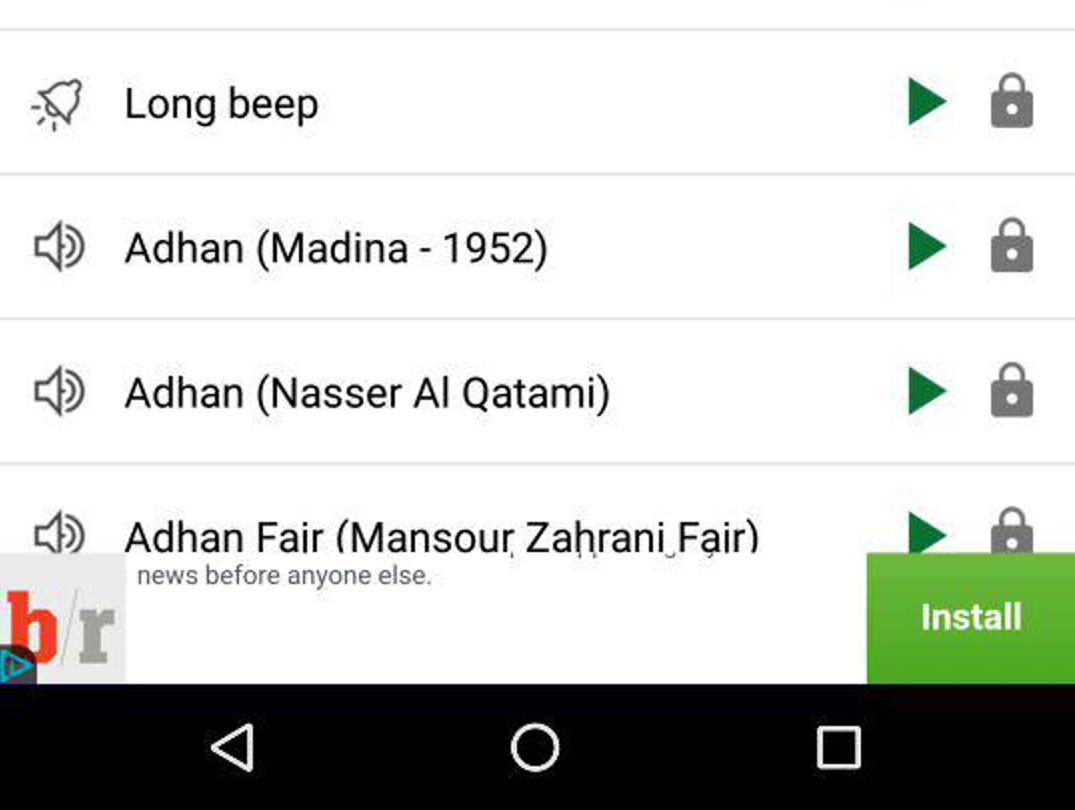 Long beep
Adhan (Madina - 1952)
Adhan (Nasser Al Qatami)
Adhan Fajr (Mansour Zahrani Fajr)
news before anyone else.
b/r
Install